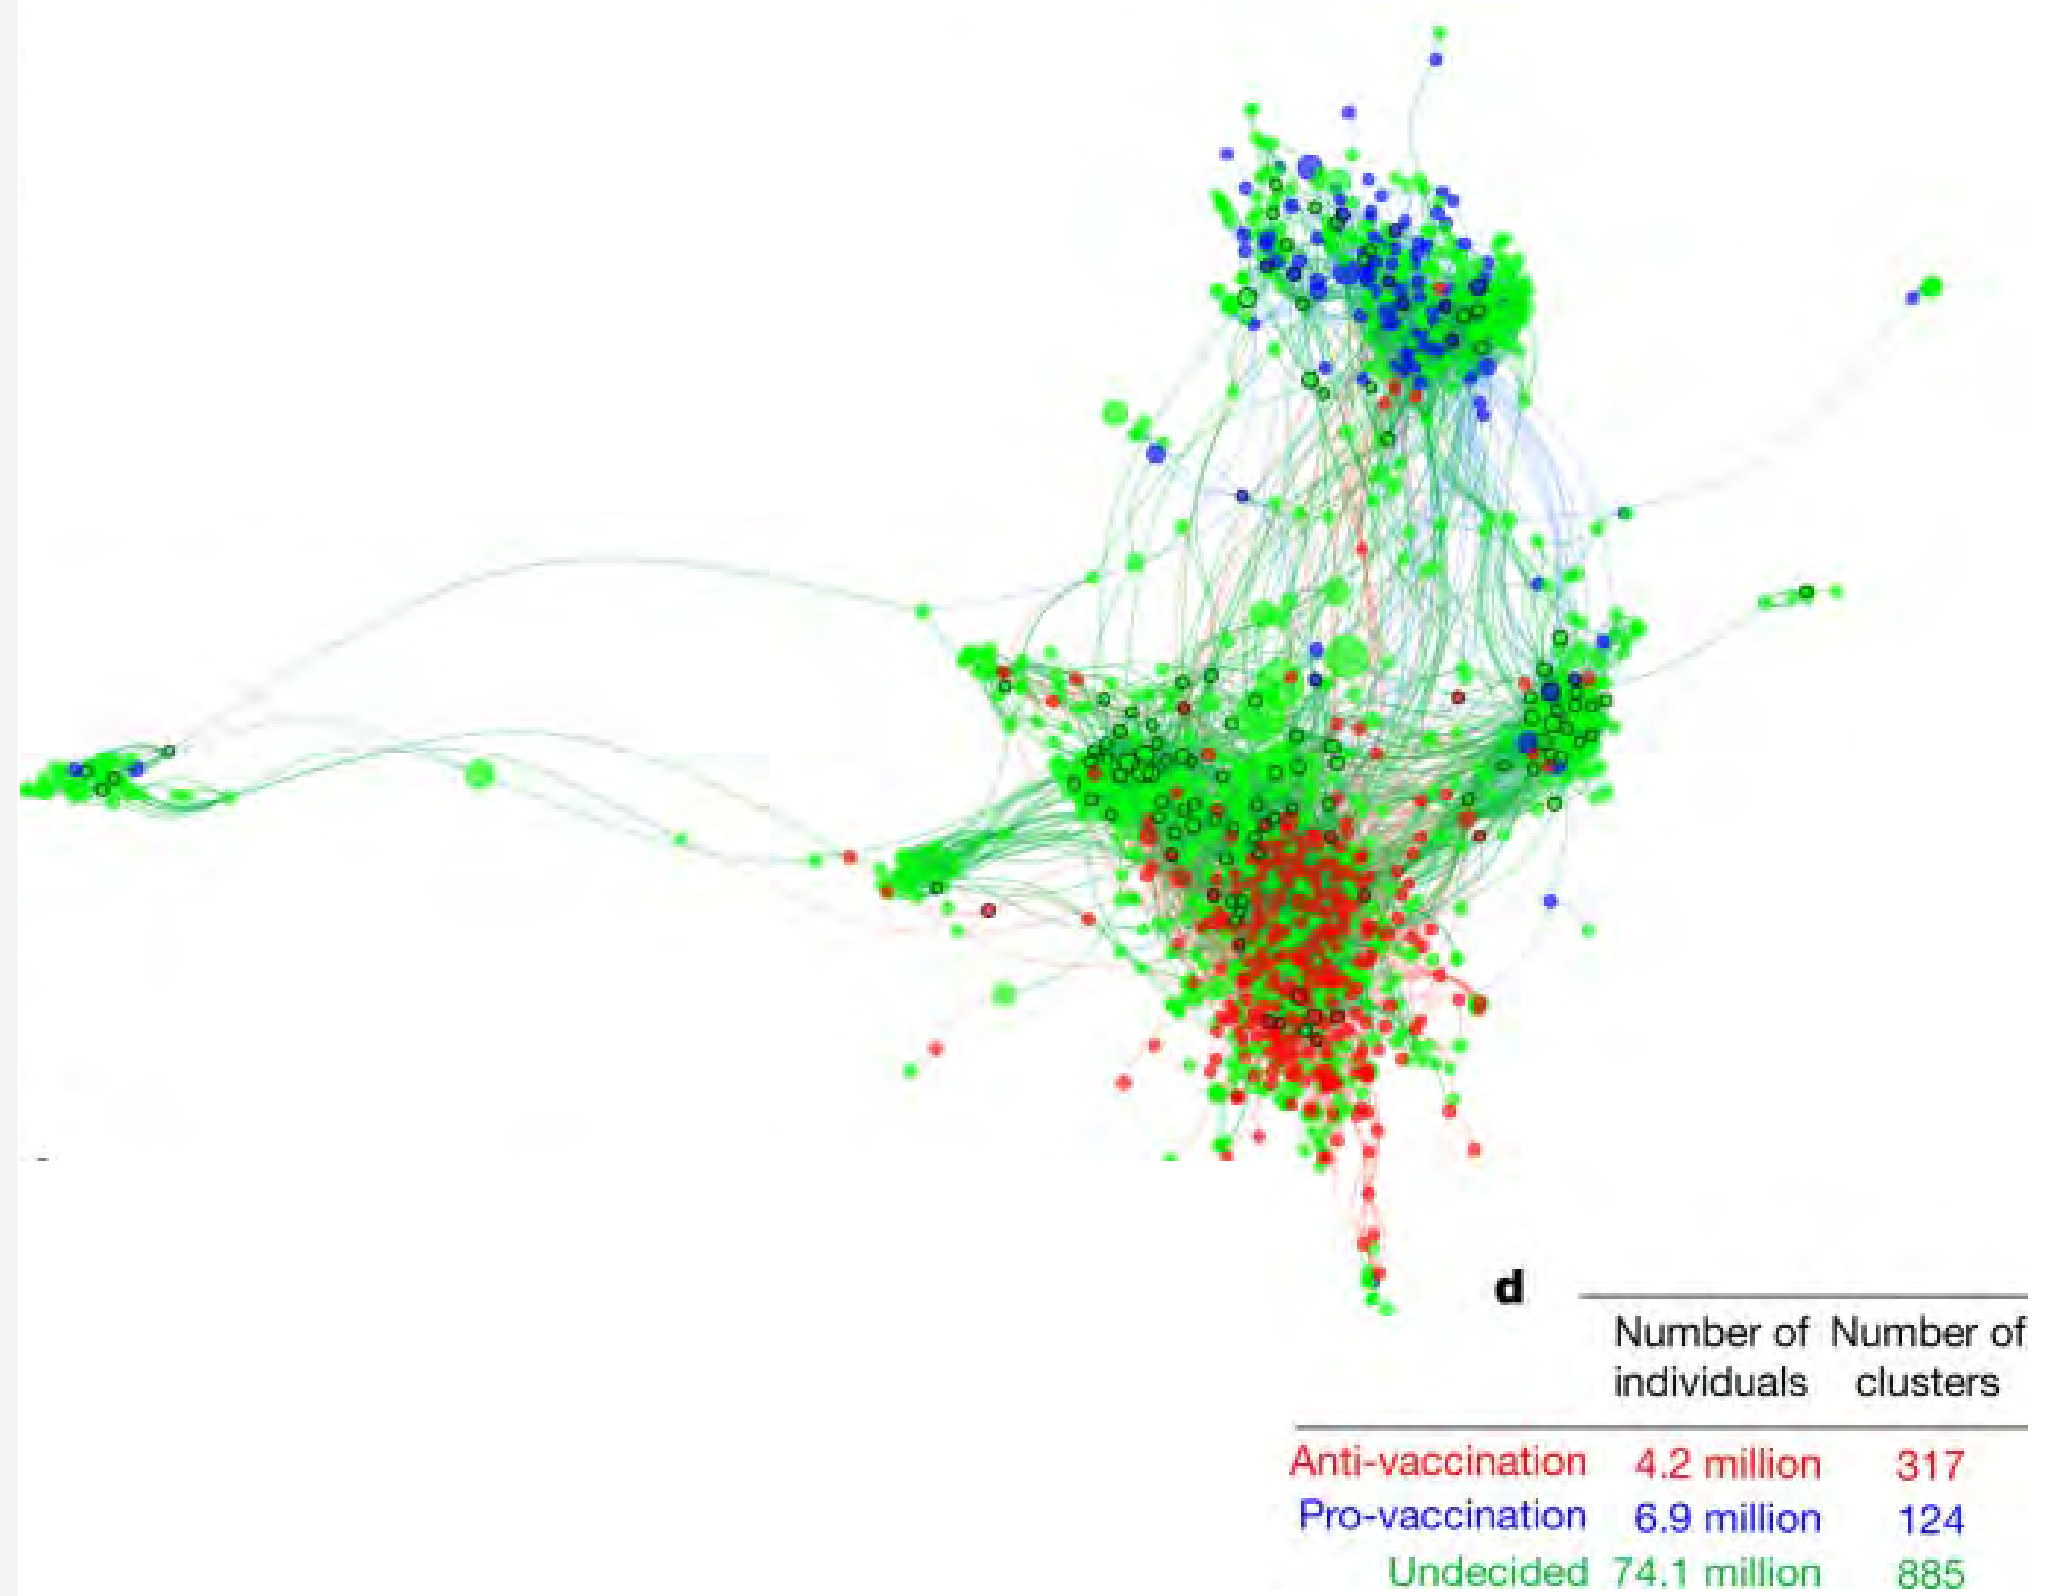 d
Number of Number of
individuals clusters
Anti-vaccination 4.2 million 317
Pro-vaccination 6.9 million 124
Undecided 74.1 million 885